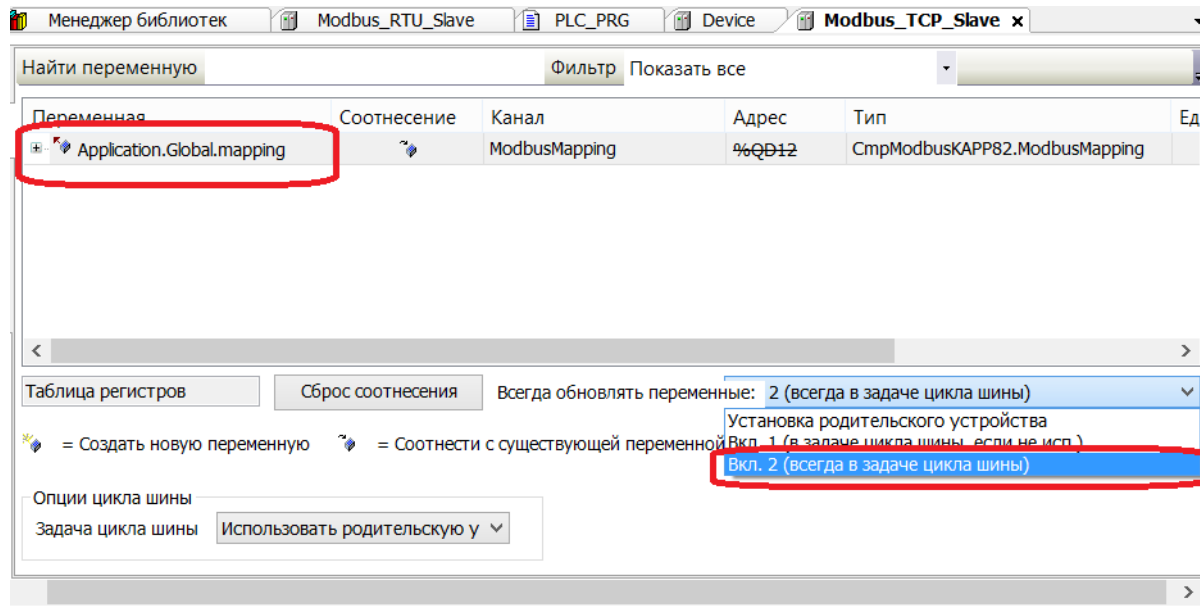 Менеджер библиотек Modbus_RTU_Slave PLC_PRG Device Modbus_TCP_Slave x
Найти переменную Фильтр Показать все
Переменная Соотнесение Канал Адрес Тип Ед
Application.Global.mapping ModbusMapping %QD12 CmpModbusKAPP82.ModbusMapping
Таблица регистров Сброс соотнесения Всегда обновлять переменные: 2 (всегда в задаче цикла шины)
Установка родительского устройства
= Создать новую переменную = Соотнести с существующей переменной Вкл. 1 (в задаче цикла шины, если не исп.)
Вкл. 2 (всегда в задаче цикла шины)
Опции цикла шины
Задача цикла шины Использовать родительскую у